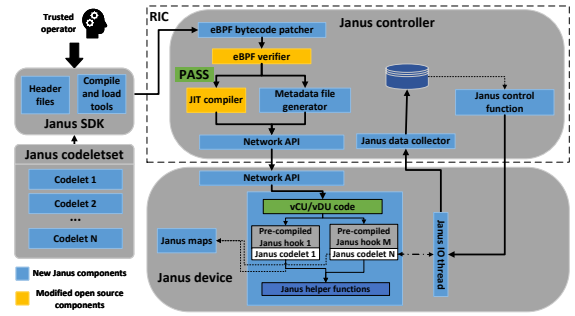 Trusted
operator
RIC
Janus controller
eBPF bytecode patcher
eBPF verifier
PASS
JIT compiler
Metadata file
generator
Network API
Janus data collector
Janus control
function
Header
files
Compile
and load
tools
Janus SDK
Janus codeletset
Codelet 1
Codelet 2
...
Codelet N
Network API
vCU/vDU code
Pre-compiled
Janus hook 1
Janus codelet 1
Pre-compiled
Janus hook M
Janus codelet N
Janus maps
Janus helper functions
Janus IO thread
Janus device
New Janus components
Modified open source
components